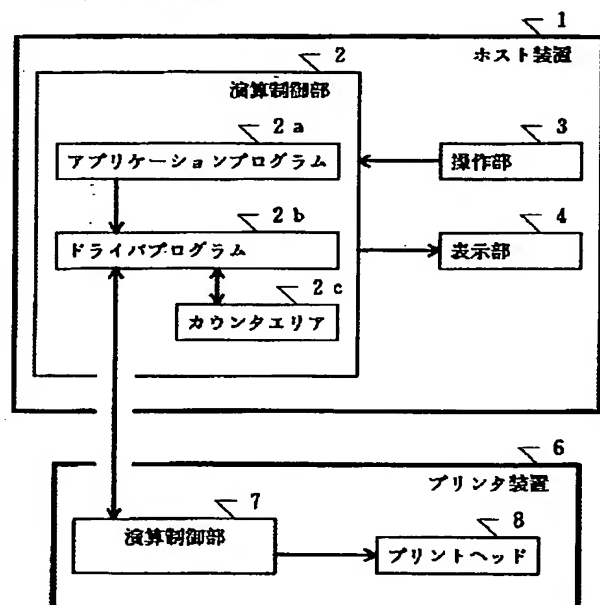 1
ホスト装置
2
演算制御部
2a
アプリケーションプログラム
3
操作部
2b
ドライバプログラム
4
表示部
2c
カウンタエリア
6
プリンタ装置
7
演算制御部
8
プリントヘッド